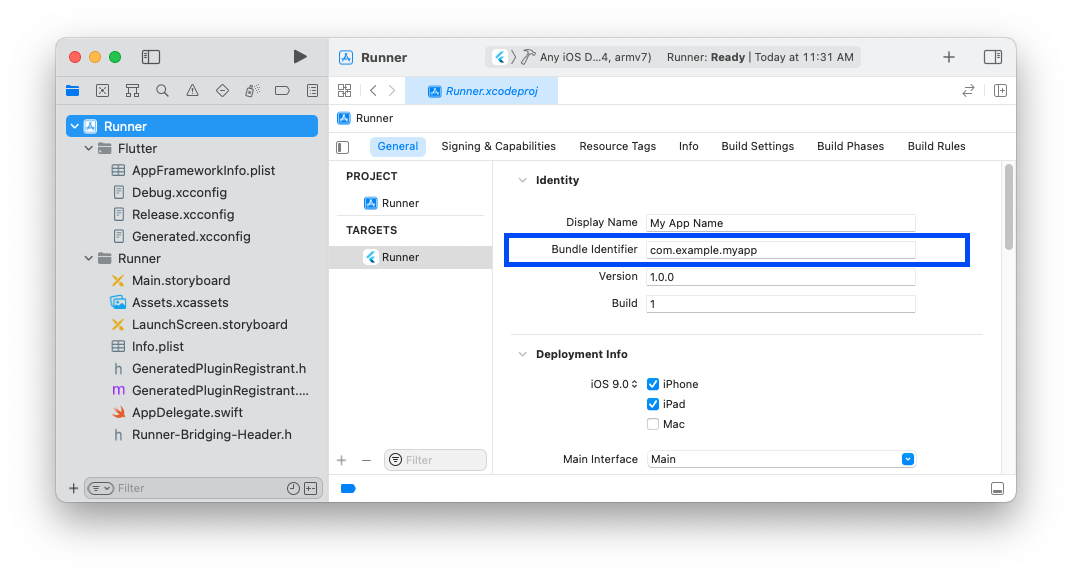 Runner
Any iOS D...4, armv7)
Runner: Ready | Today at 11:31 AM
Runner.xcodeproj
Runner
Flutter
AppFrameworkInfo.plist
Debug.xcconfig
Release.xcconfig
Generated.xcconfig
Runner
Main.storyboard
Assets.xcassets
LaunchScreen.storyboard
Info.plist
h GeneratedPluginRegistrant.h
m GeneratedPluginRegistrant....
AppDelegate.swift
h Runner-Bridging-Header.h
Filter
Runner
General Signing & Capabilities Resource Tags Info Build Settings Build Phases Build Rules
PROJECT
Runner
TARGETS
Runner
Filter
Identity
Display Name My App Name
Bundle Identifier com.example.myapp
Version 1.0.0
Build 1
Deployment Info
iOS 9.0 iPhone
iPad
Mac
Main Interface Main